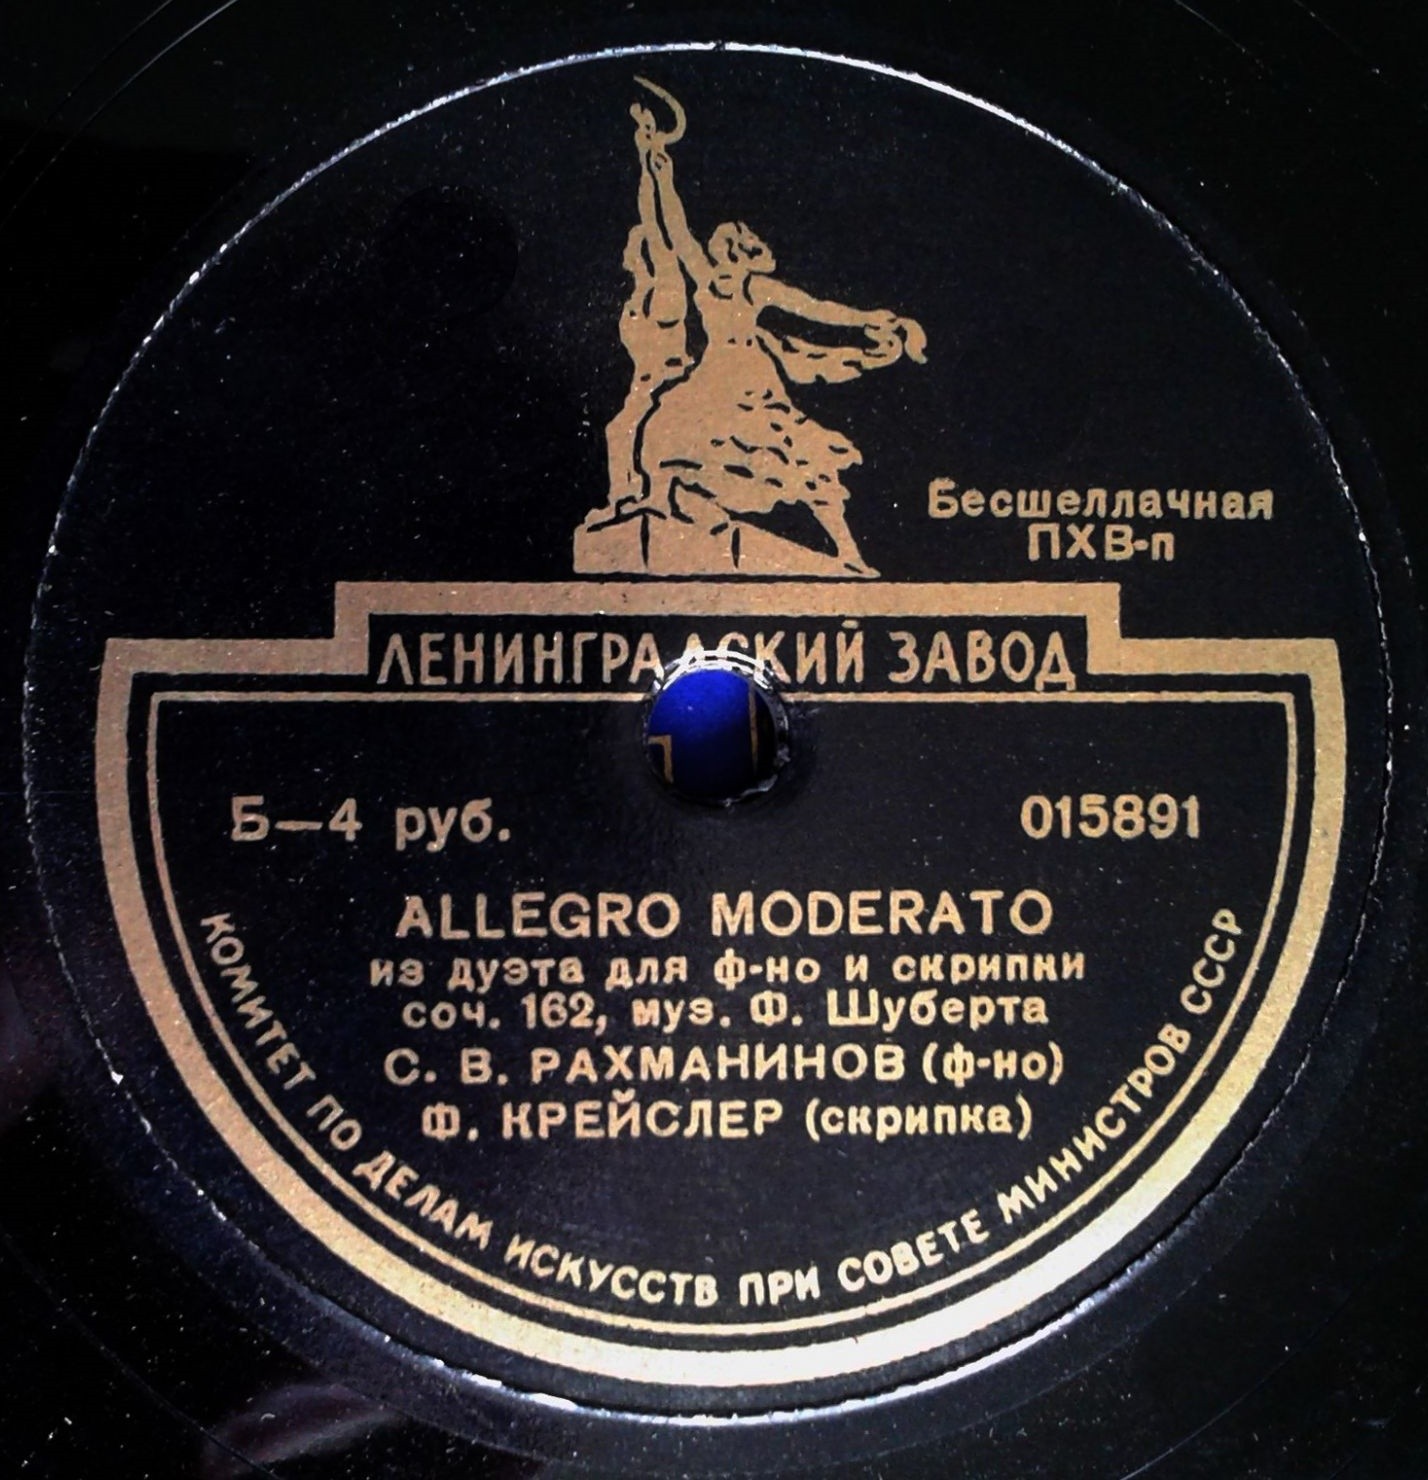 Бесшеллачная
ПХВ-п
ЛЕНИНГРАДСКИЙ ЗАВОД
Б—4 руб.
015891
ALLEGRO MODERATO
из дуэта для ф-но и скрипки
соч. 162, муз. Ф. Шуберта
С. В. РАХМАНИНОВ (ф-но)
Ф. КРЕЙСЛЕР (скрипка)
КОМИТЕТ ПО ДЕЛАМ ИСКУССТВ ПРИ СОВЕТЕ МИНИСТРОВ СССР